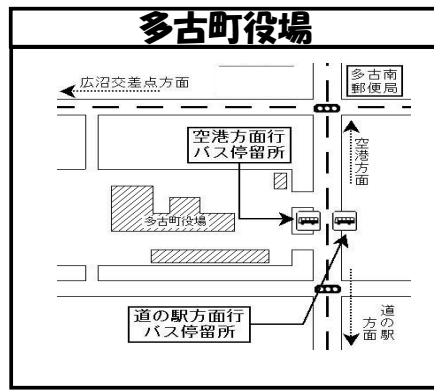 多古町役場
広沼交差点方面
多古南
郵便局
空港方面行
バス停留所
空港方面
多古町役場
道の駅方面行
バス停留所
道の駅
方面